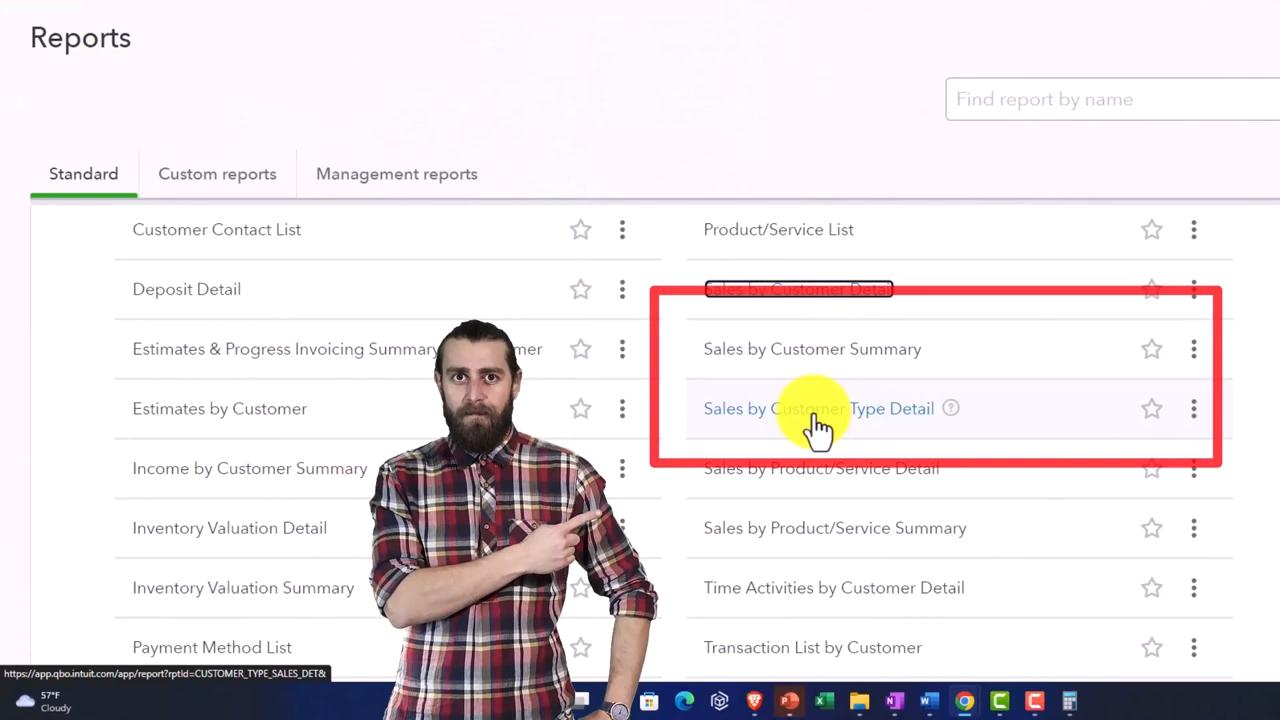 Reports
Find report by name
Standard
Custom reports
Management reports
Customer Contact List
Product/Service List
Deposit Detail
Sales by Customer Detail
Estimates & Progress Invoicing Summary omer
Sales by Customer Summary
Estimates by Customer
Sales by Customer Type Detail
Income by Customer Summary
Sales by Product/Service Detail
Inventory Valuation Detail
Sales by Product/Service Summary
Inventory Valuation Summary
Time Activities by Customer Detail
Payment Method List
Transaction List by Customer
https://app.qbo.intuit.com/app/report?rptId=CUSTOMER_TYPE_SALES_DET&
57°F
Cloudy